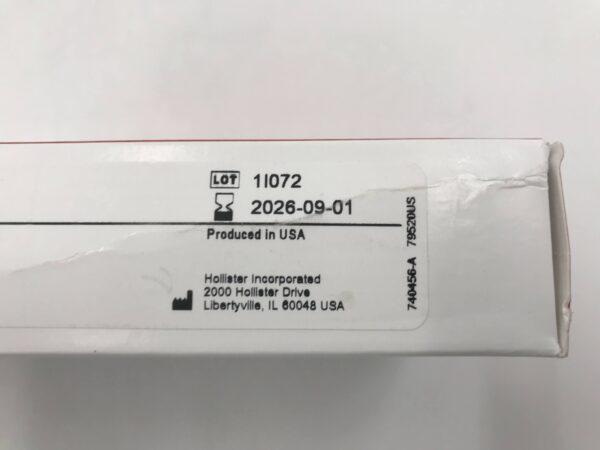 LOT 1I072
2026-09-01
Produced in USA
Hollister Incorporated
2000 Hollister Drive
Libertyville, IL 60048 USA
740456-A 79520US